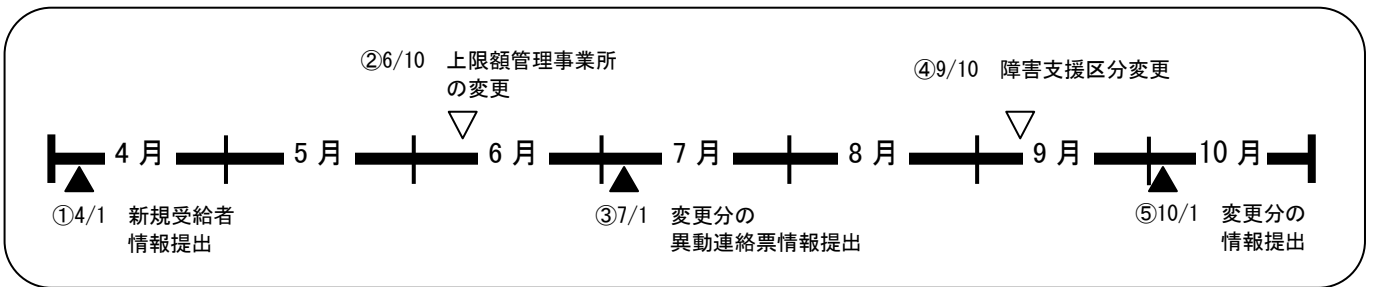 ②6/10 上限額管理事業所
の変更
④9/10 障害支援区分変更
4 月 5 月 6 月 7 月 8 月 9 月 10 月
①4/1 新規受給者
情報提出
③7/1 変更分の
異動連絡票情報提出
⑤10/1 変更分の
情報提出